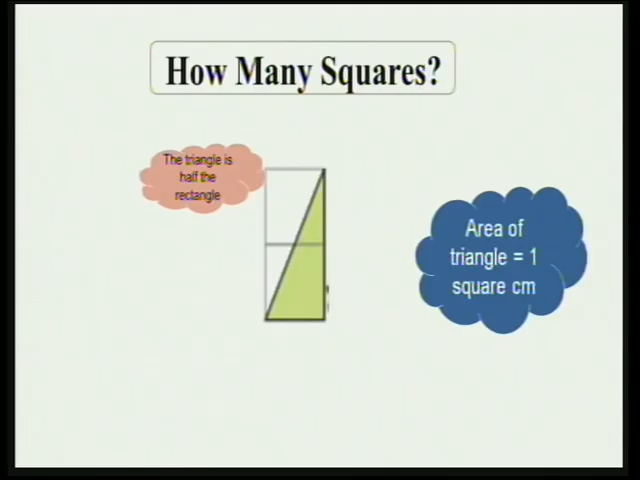 How Many Squares?
The triangle is
half the
rectangle
Area of
triangle = 1
square cm